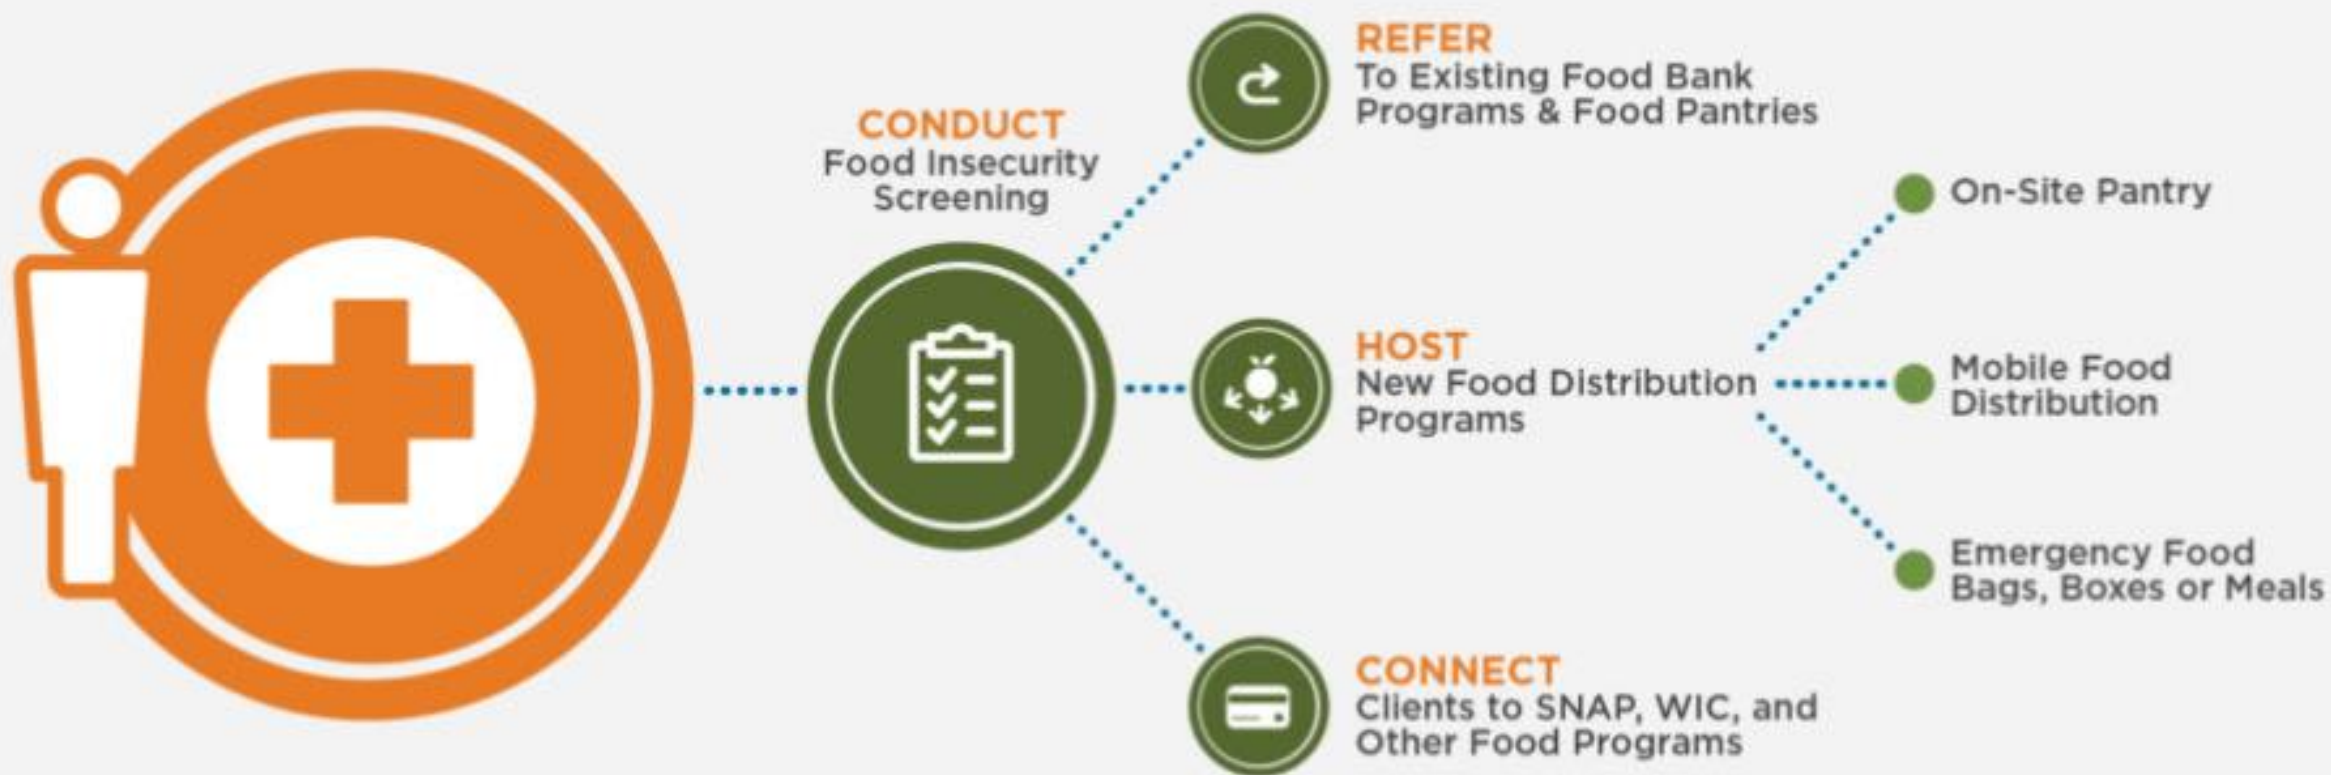 CONDUCT
Food Insecurity
Screening
REFER
To Existing Food Bank
Programs & Food Pantries
HOST
New Food Distribution
Programs
On-Site Pantry
Mobile Food
Distribution
Emergency Food
Bags, Boxes or Meals
CONNECT
Clients to SNAP, WIC, and
Other Food Programs